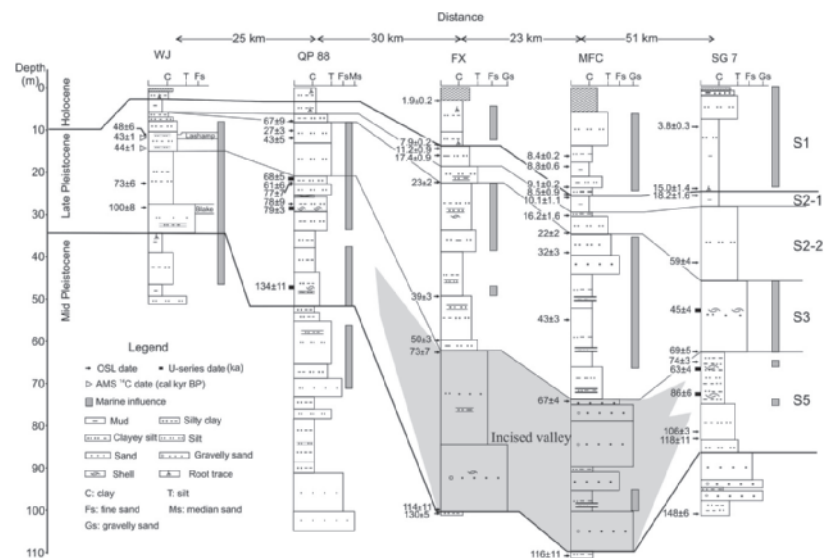 Distance
25 km 30 km 23 km 51 km
WJ QP 88 FX MFC SG 7
Depth
(m)
C T Fs
C T FsMs
C T Fs Gs
C T Fs Gs
C T Fs Gs
0
10
20
30
40
50
60
70
80
90
100
110
Holocene
Late Pleistocene
Mid Pleistocene
48±6
43±1
44±1
73±6
100±8
Laschamp
Blake
67±9
27±3
43±5
68±5
61±6
77±7
78±9
79±3
134±11
1.9±0.2
7.9±0.2
11.2±0.9
17.4±0.9
23±2
39±3
50±3
73±7
114±11
130±5
8.4±0.2
8.8±0.6
9.1±0.2
8.5±0.9
10.1±1.1
16.2±1.6
22±2
32±3
43±3
67±4
116±11
3.8±0.3
15.0±1.4
18.2±1.6
59±4
45±4
69±5
74±3
63±4
86±6
106±3
118±11
148±6
S1
S2-1
S2-2
S3
S5
Incised valley
Legend
OSL date U-series date(ka)
AMS ¹⁴C date (cal kyr BP)
Marine influence
Mud Silty clay
Clayey silt Silt
Sand Gravelly sand
Shell Root trace
C: clay T: silt
Fs: fine sand Ms: median sand
Gs: gravelly sand